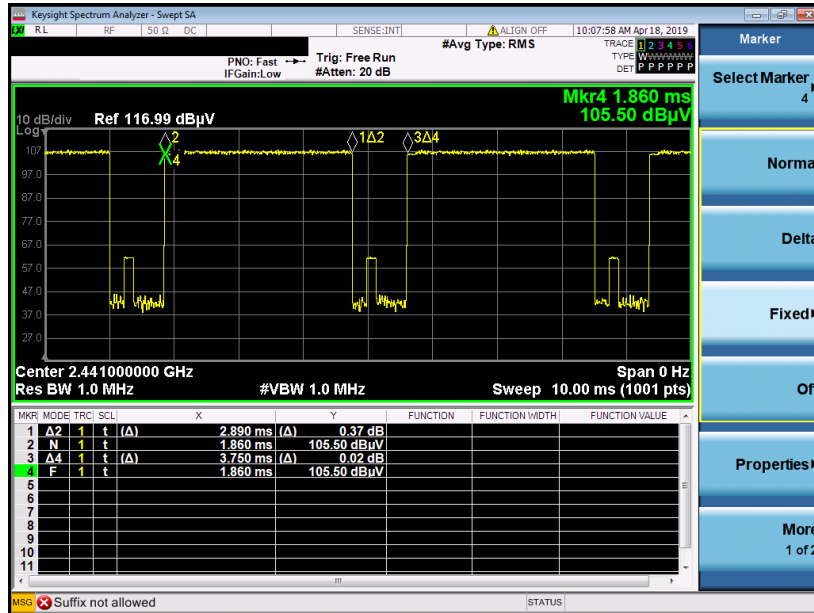 Keysight Spectrum Analyzer - Swept SA
LXI RL RF 50 Ω DC SENSE:INT ALIGN OFF 10:07:58 AM Apr 18, 2019
#Avg Type: RMS TRACE 1 2 3 4 5 6
PNO: Fast Trig: Free Run TYPE WWWWWW
IFGain:Low #Atten: 20 dB DET P P P P P P
Mkr4 1.860 ms
10 dB/div Ref 116.99 dBµV 105.50 dBµV
Log
2 1Δ2 3Δ4
107
4
97.0
87.0
77.0
67.0
57.0
47.0
37.0
27.0
Center 2.441000000 GHz Span 0 Hz
Res BW 1.0 MHz #VBW 1.0 MHz Sweep 10.00 ms (1001 pts)
MKR MODE TRC SCL X Y FUNCTION FUNCTION WIDTH FUNCTION VALUE
1 Δ2 1 t (Δ) 2.890 ms (Δ) 0.37 dB
2 N 1 t 1.860 ms 105.50 dBµV
3 Δ4 1 t (Δ) 3.750 ms (Δ) 0.02 dB
4 F 1 t 1.860 ms 105.50 dBµV
5
6
7
8
9
10
11
MSG Suffix not allowed STATUS
Marker
Select Marker
4
Norma
Delta
Fixed
Of
Properties
More
1 of 2